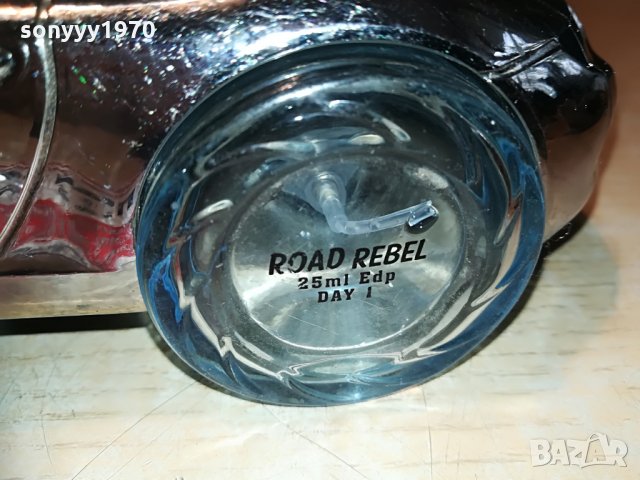 sonyyy1970
ROAD REBEL
25ml Edp
DAY 1
BAZAR